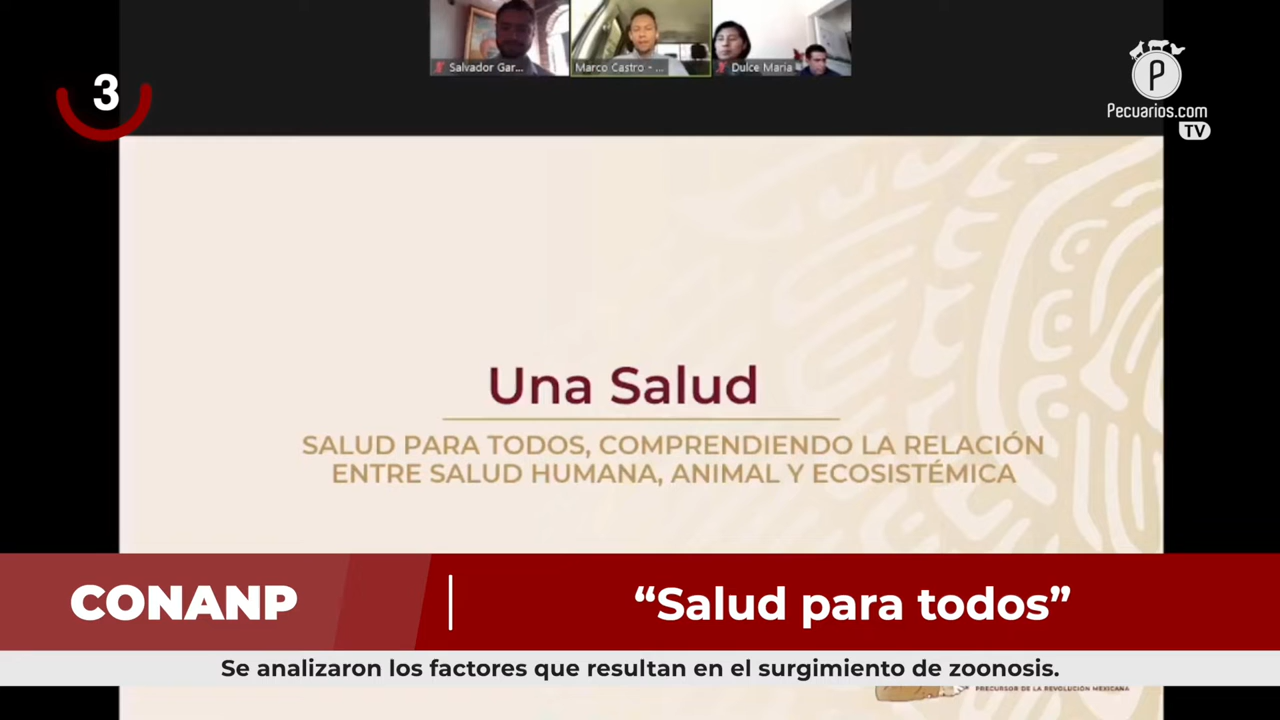 Salvador Gar...
Marco Castro - ...
Dulce Maria
3
P
Pecuarios.com
TV
Una Salud
SALUD PARA TODOS, COMPRENDIENDO LA RELACIÓN
ENTRE SALUD HUMANA, ANIMAL Y ECOSISTÉMICA
CONANP
“Salud para todos”
Se analizaron los factores que resultan en el surgimiento de zoonosis.
PRECURSOR DE LA REVOLUCIÓN MEXICANA